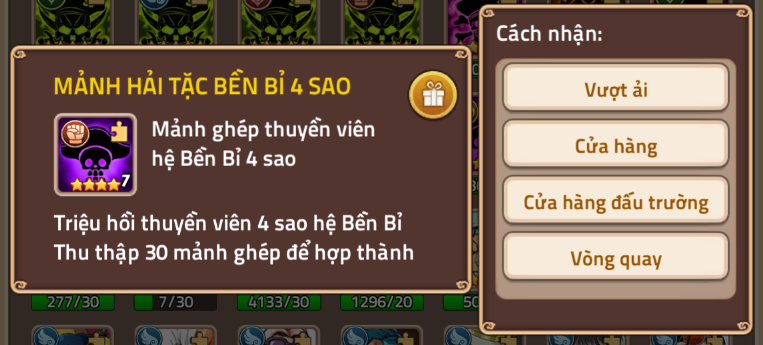 Cách nhận:
MẢNH HẢI TẶC BỀN BỈ 4 SAO
Mảnh ghép thuyền viên
hệ Bền Bỉ 4 sao
7
Triệu hồi thuyền viên 4 sao hệ Bền Bỉ
Thu thập 30 mảnh ghép để hợp thành
Vượt ải
Cửa hàng
Cửa hàng đấu trường
Vòng quay
277/30
7/30
4133/30
1296/20